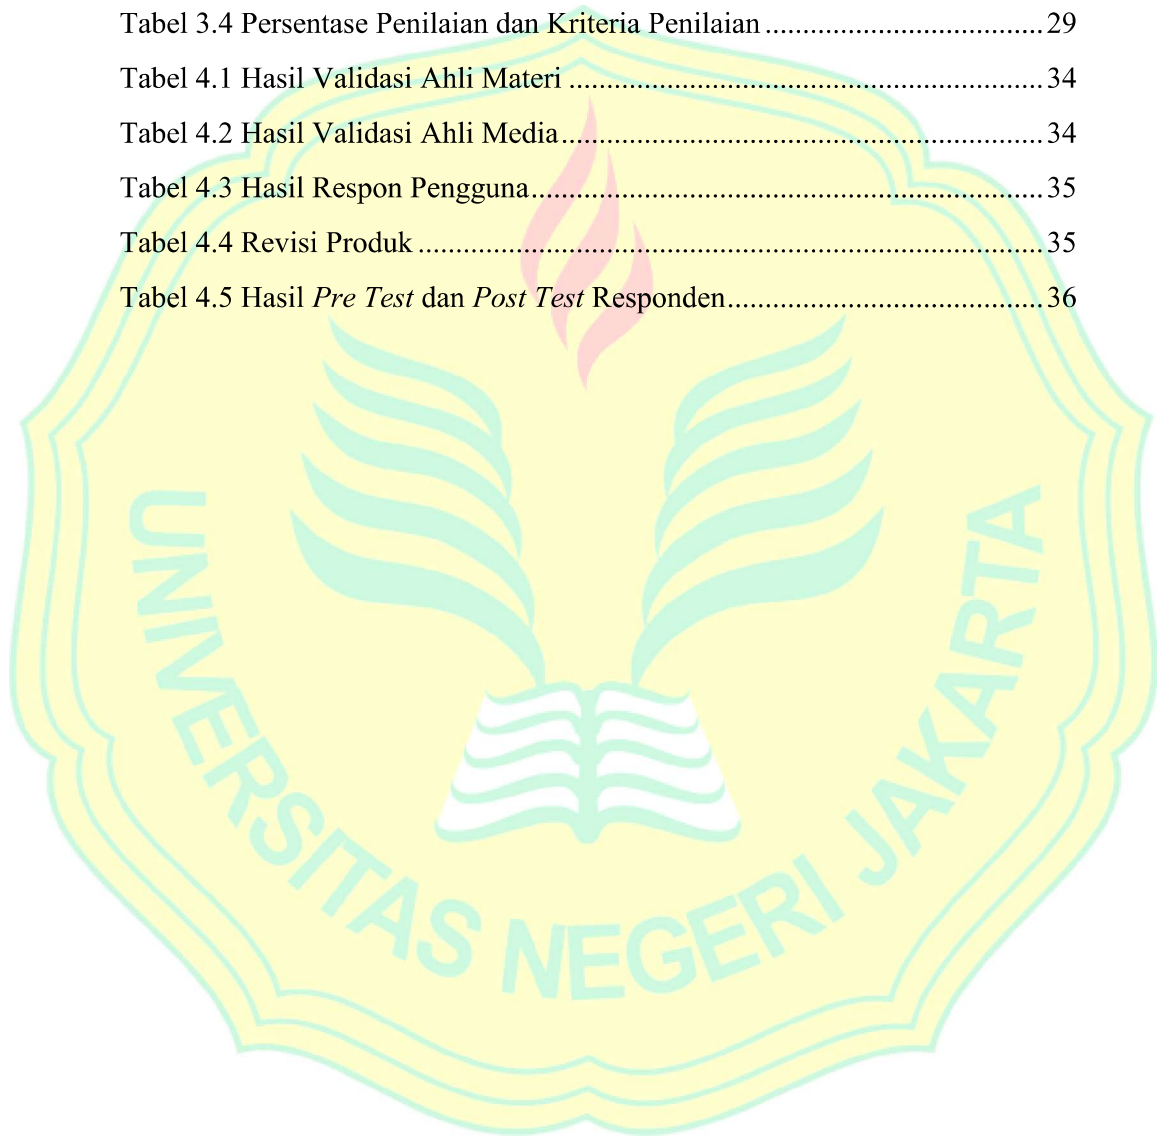 Tabel 3.4 Persentase Penilaian dan Kriteria Penilaian ..................................... 29
Tabel 4.1 Hasil Validasi Ahli Materi ............................................................... 34
Tabel 4.2 Hasil Validasi Ahli Media................................................................ 34
Tabel 4.3 Hasil Respon Pengguna.................................................................... 35
Tabel 4.4 Revisi Produk ................................................................................... 35
Tabel 4.5 Hasil Pre Test dan Post Test Responden.......................................... 36
UNIVERSITAS NEGERI JAKARTA